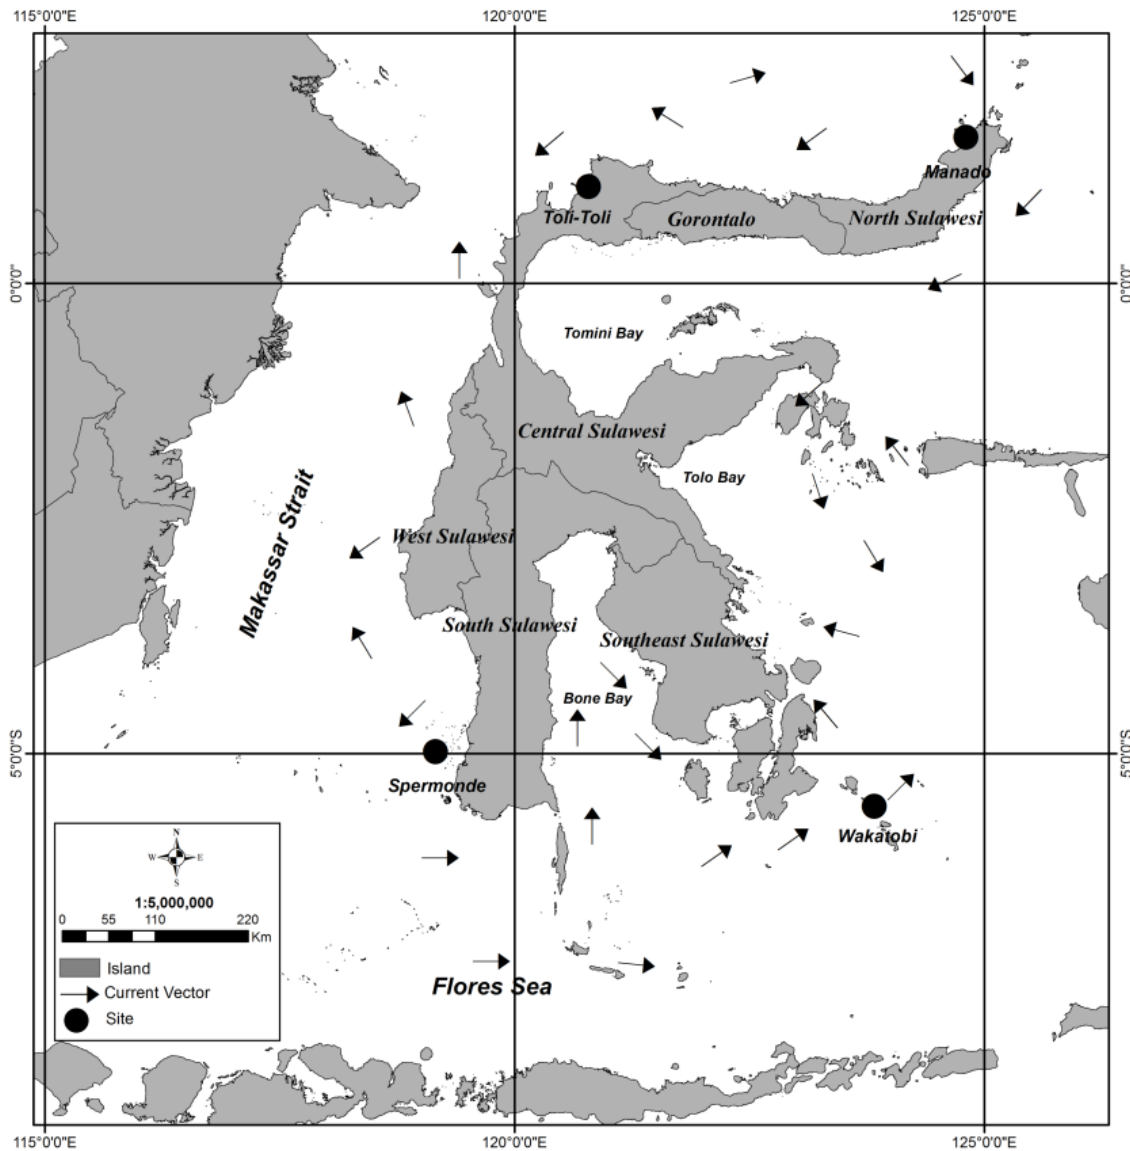 115°0'0"E
120°0'0"E
125°0'0"E
Manado
Toli-Toli
Gorontalo
North Sulawesi
0°0'0"
0°0'0"
Tomini Bay
Central Sulawesi
Tolo Bay
Makassar Strait
West Sulawesi
South Sulawesi
Southeast Sulawesi
Bone Bay
5°0'0"S
5°0'0"S
Spermonde
Wakatobi
N
W
E
S
1:5,000,000
0 55 110 220
Km
Island
Current Vector
Site
Flores Sea
115°0'0"E
120°0'0"E
125°0'0"E